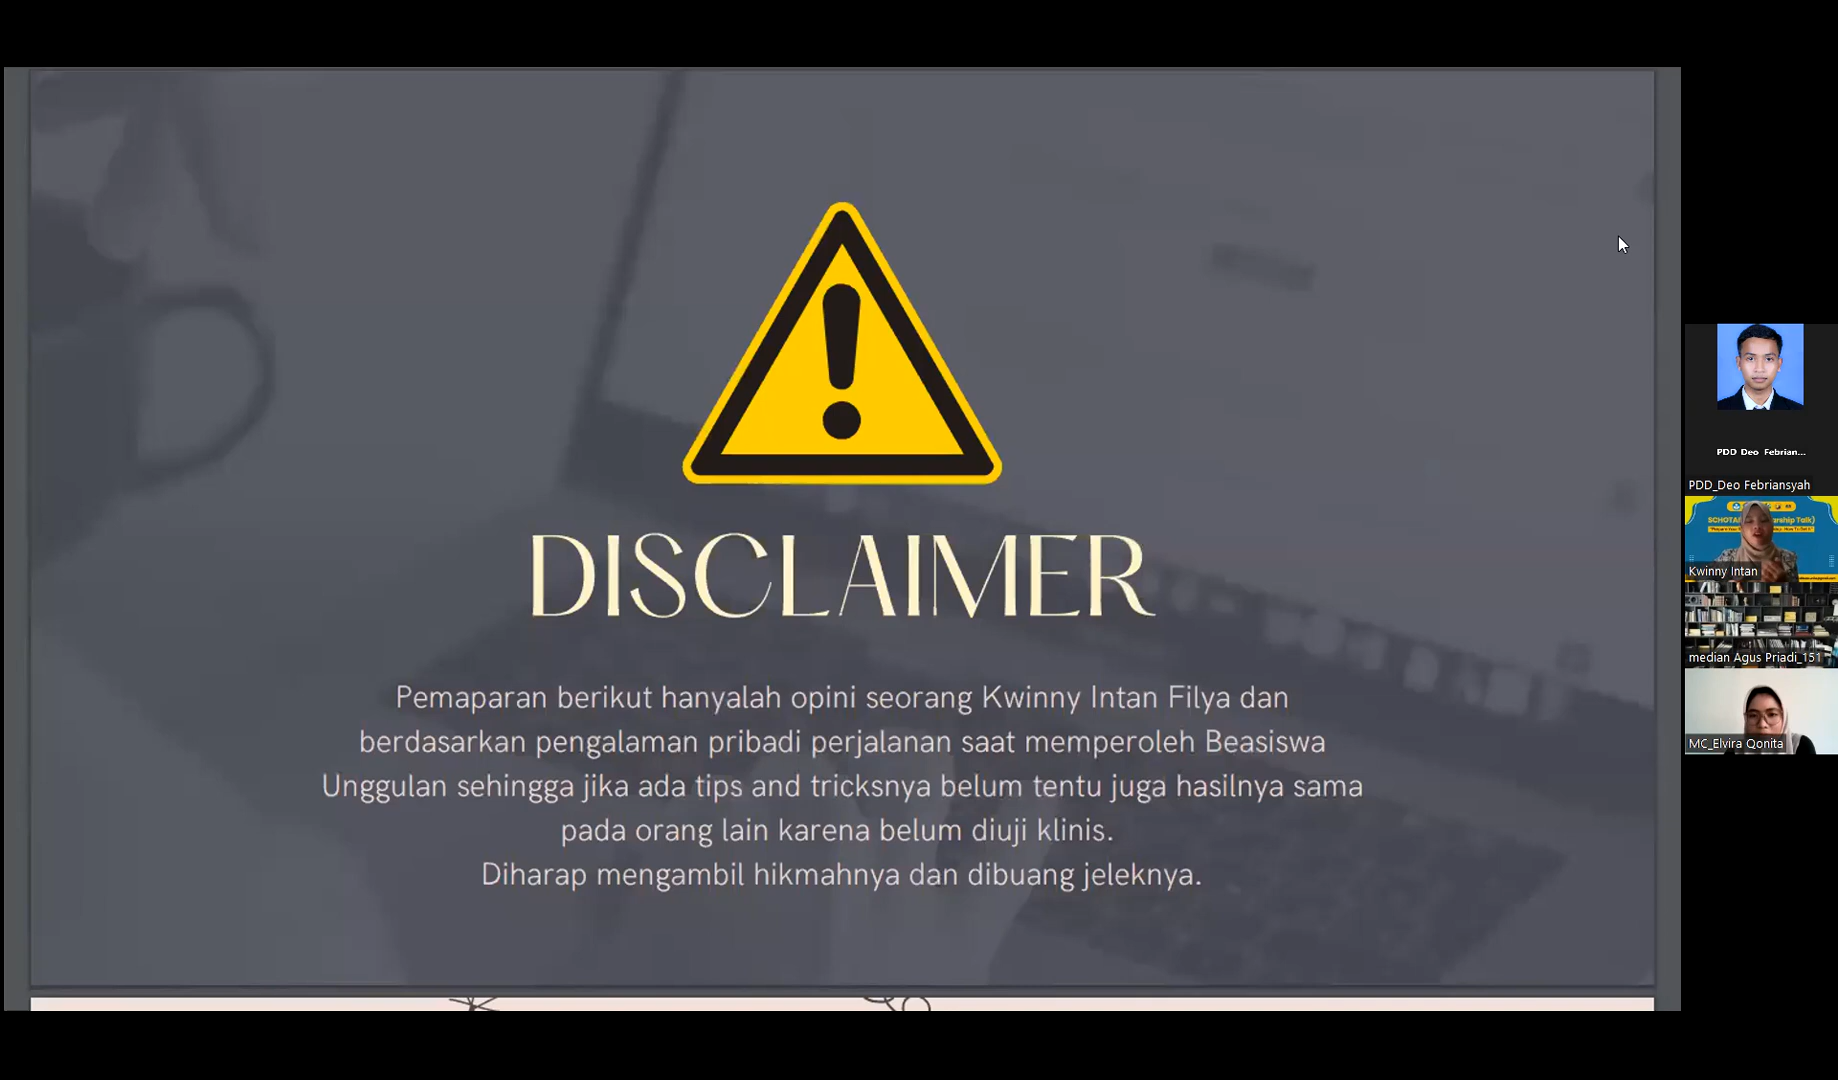 DISCLAIMER
Pemaparan berikut hanyalah opini seorang Kwinny Intan Filya dan
berdasarkan pengalaman pribadi perjalanan saat memperoleh Beasiswa
Unggulan sehingga jika ada tips and tricksnya belum tentu juga hasilnya sama
pada orang lain karena belum diuji klinis.
Diharap mengambil hikmahnya dan dibuang jeleknya.
PDD Deo Febrian...
PDD_Deo Febriansyah
Kwinny Intan
median Agus Priadi_151
MC_Elvira Qonita